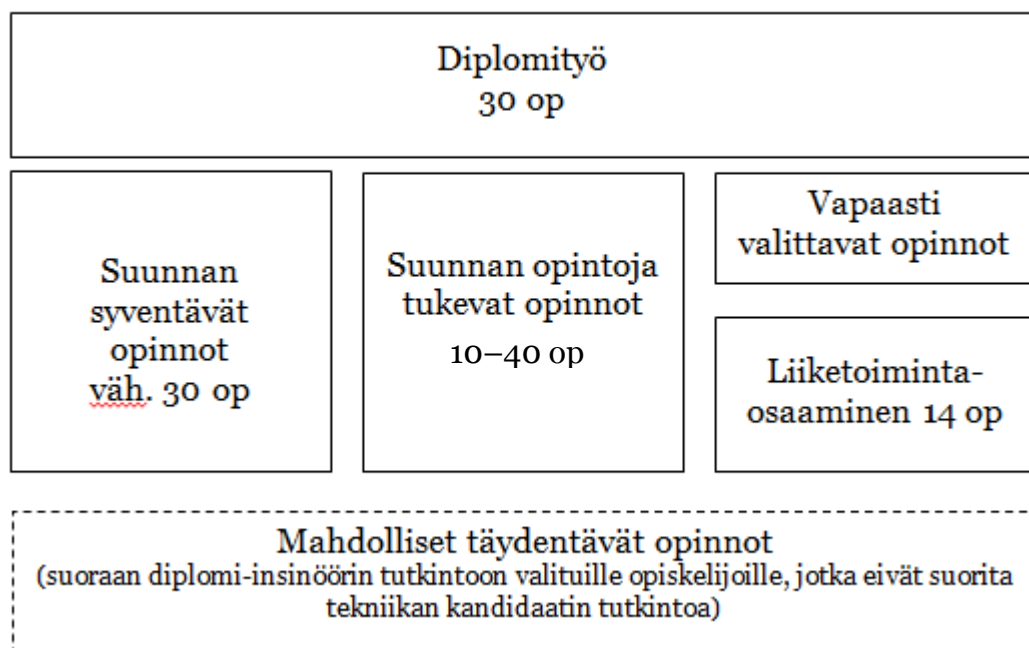 Diplomityö
30 op
Suunnan
syventävät
opinnot
väh. 30 op
Suunnan opintoja
tukevat opinnot
10–40 op
Vapaasti
valittavat opinnot
Liiketoiminta-
osaaminen 14 op
Mahdolliset täydentävät opinnot
(suoraan diplomi-insinöörin tutkintoon valituille opiskelijoille, jotka eivät suorita
tekniikan kandidaatin tutkintoa)